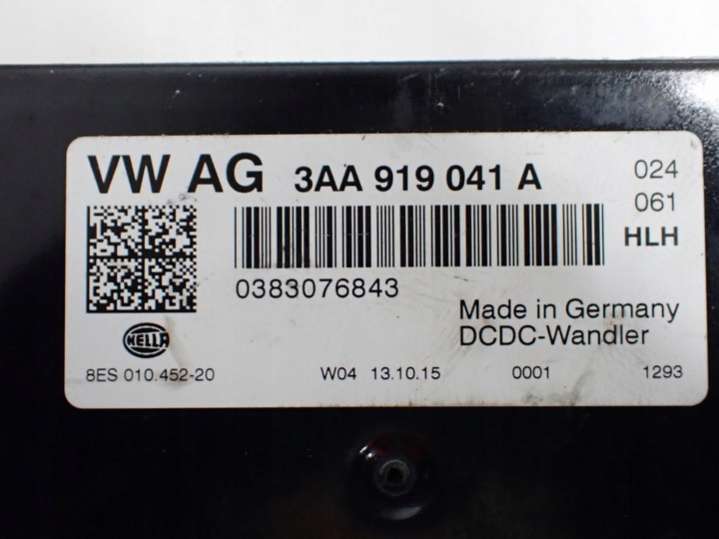 VW AG 3AA 919 041 A
024
061
HLH
0383076843
Made in Germany
DCDC-Wandler
HELLA
8ES 010.452-20 W04 13.10.15 0001 1293